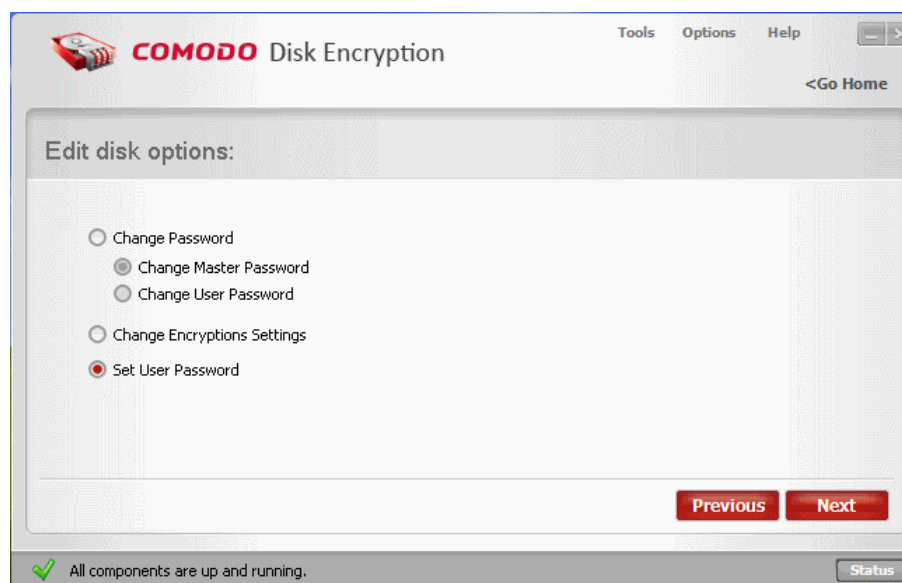 COMODO Disk Encryption
Tools Options Help
<Go Home
Edit disk options:
Change Password
Change Master Password
Change User Password
Change Encryptions Settings
Set User Password
Previous Next
All components are up and running.
Status